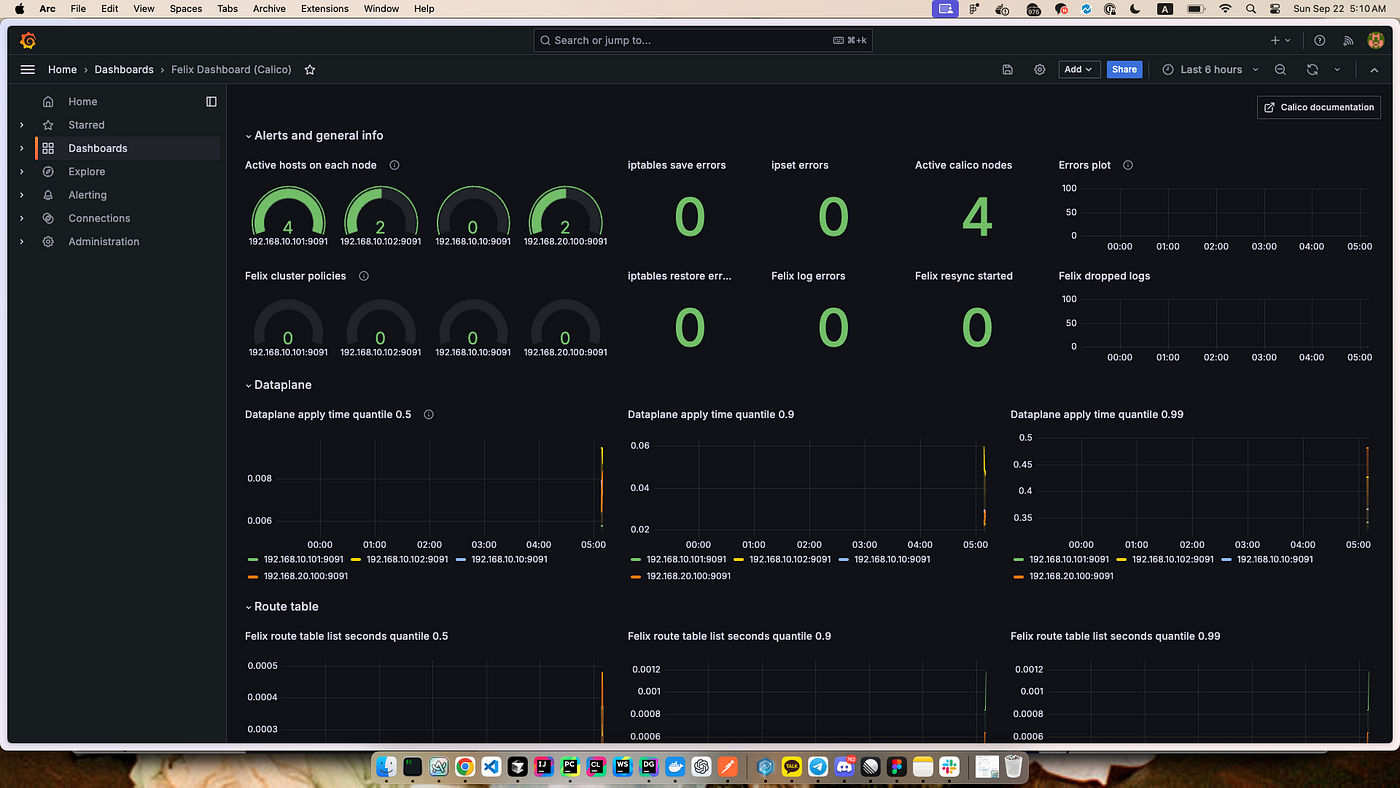 Arc File Edit View Spaces Tabs Archive Extensions Window Help
976 A Sun Sep 22 5:10 AM
Search or jump to... ⌘+k
Home › Dashboards › Felix Dashboard (Calico)
Add Share Last 6 hours
Home
Starred
Dashboards
Explore
Alerting
Connections
Administration
Calico documentation
Alerts and general info
Active hosts on each node
4 2 0 2
192.168.10.101:9091 192.168.10.102:9091 192.168.10.10:9091 192.168.20.100:9091
iptables save errors
0
ipset errors
0
Active calico nodes
4
Errors plot
100
50
0
00:00 01:00 02:00 03:00 04:00 05:00
Felix cluster policies
0 0 0 0
192.168.10.101:9091 192.168.10.102:9091 192.168.10.10:9091 192.168.20.100:9091
iptables restore err...
0
Felix log errors
0
Felix resync started
0
Felix dropped logs
100
50
0
00:00 01:00 02:00 03:00 04:00 05:00
Dataplane
Dataplane apply time quantile 0.5
0.008
0.006
00:00 01:00 02:00 03:00 04:00 05:00
192.168.10.101:9091 192.168.10.102:9091 192.168.10.10:9091
192.168.20.100:9091
Dataplane apply time quantile 0.9
0.06
0.04
0.02
00:00 01:00 02:00 03:00 04:00 05:00
192.168.10.101:9091 192.168.10.102:9091 192.168.10.10:9091
192.168.20.100:9091
Dataplane apply time quantile 0.99
0.5
0.45
0.4
0.35
00:00 01:00 02:00 03:00 04:00 05:00
192.168.10.101:9091 192.168.10.102:9091 192.168.10.10:9091
192.168.20.100:9091
Route table
Felix route table list seconds quantile 0.5
0.0005
0.0004
0.0003
Felix route table list seconds quantile 0.9
0.0012
0.001
0.0008
0.0006
Felix route table list seconds quantile 0.99
0.0012
0.001
0.0008
0.0006
IJ PC CL WS DG TALK